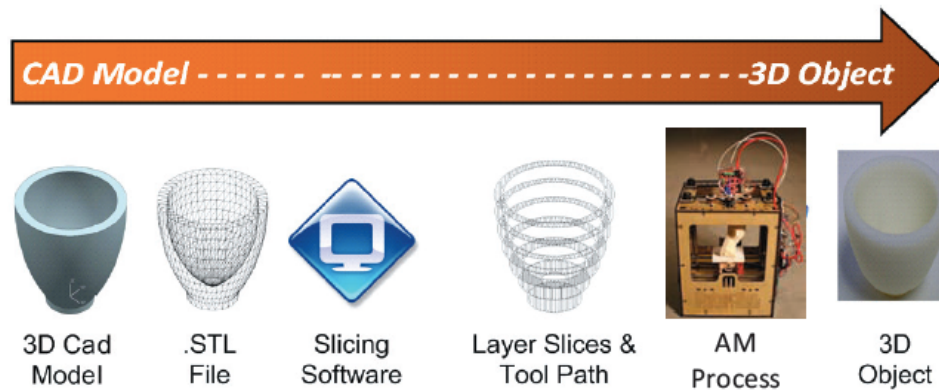 CAD Model - - - - - - -- - - - - - - - - - - - - - - - - - - - - -3D Object
3D Cad
Model
.STL
File
Slicing
Software
Layer Slices &
Tool Path
AM
Process
3D
Object